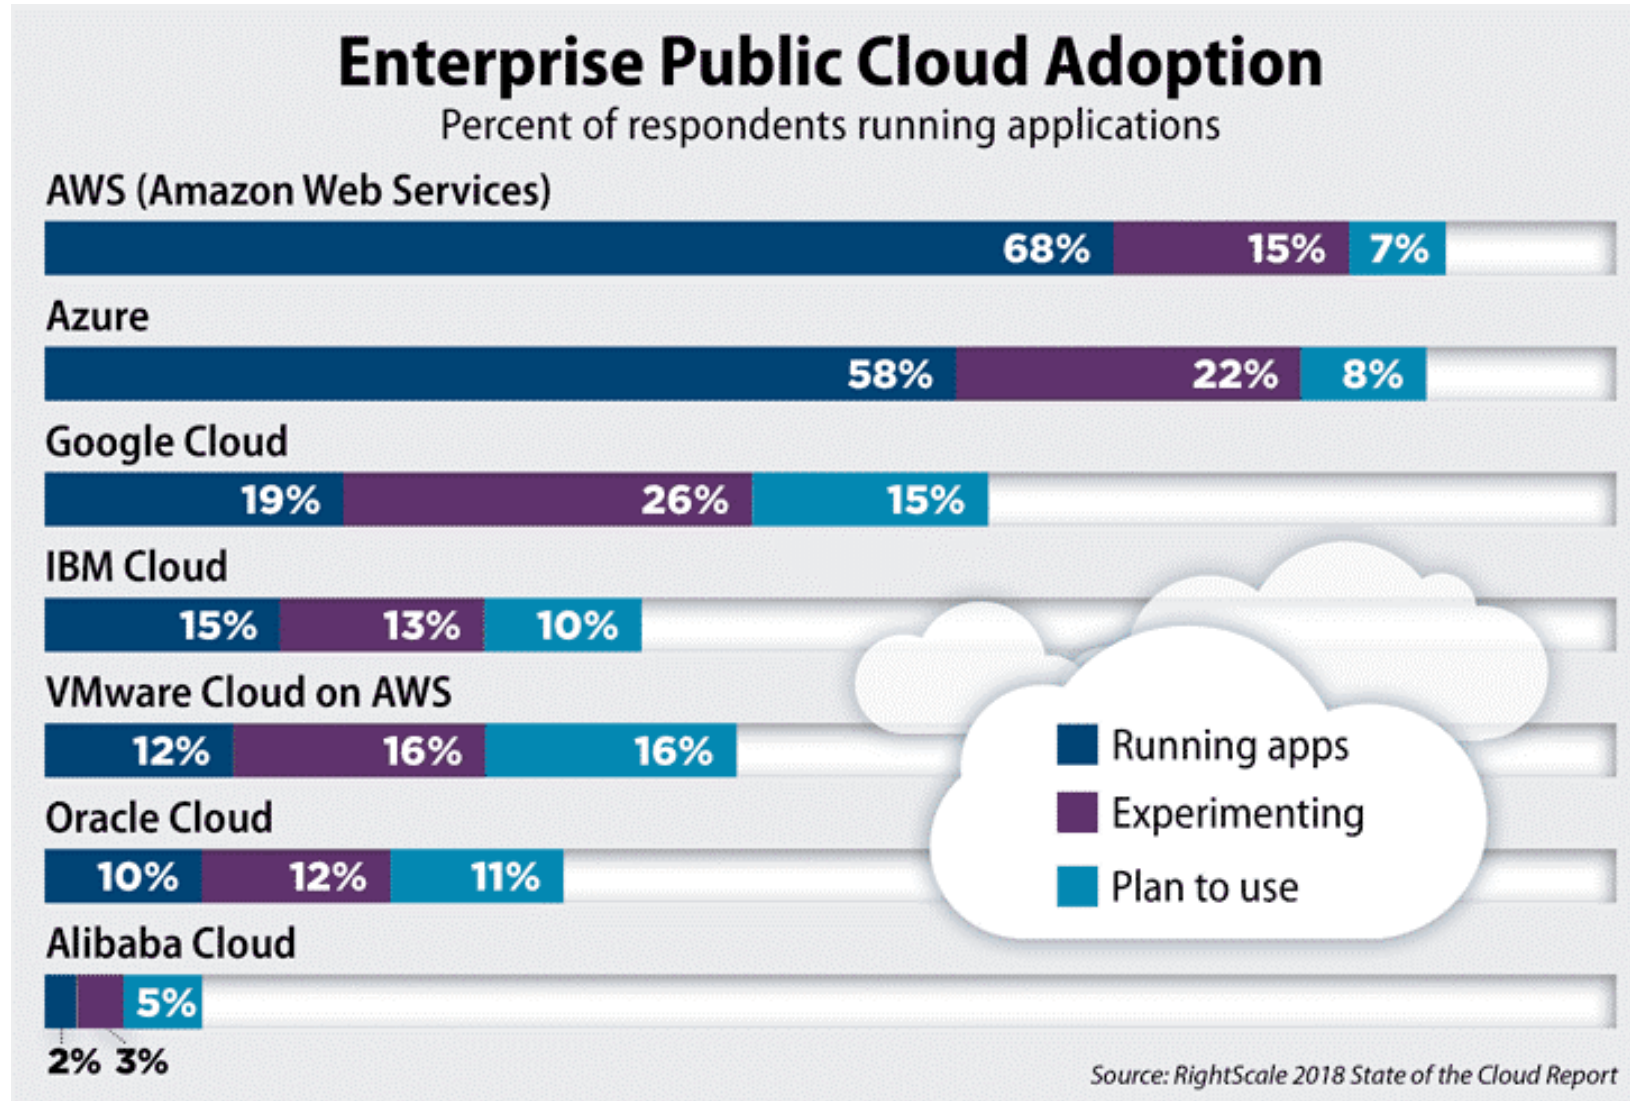 Enterprise Public Cloud Adoption
Percent of respondents running applications
AWS (Amazon Web Services)
68% 15% 7%
Azure
58% 22% 8%
Google Cloud
19% 26% 15%
IBM Cloud
15% 13% 10%
VMware Cloud on AWS
12% 16% 16%
Oracle Cloud
10% 12% 11%
Alibaba Cloud
5%
2% 3%
Running apps
Experimenting
Plan to use
Source: RightScale 2018 State of the Cloud Report